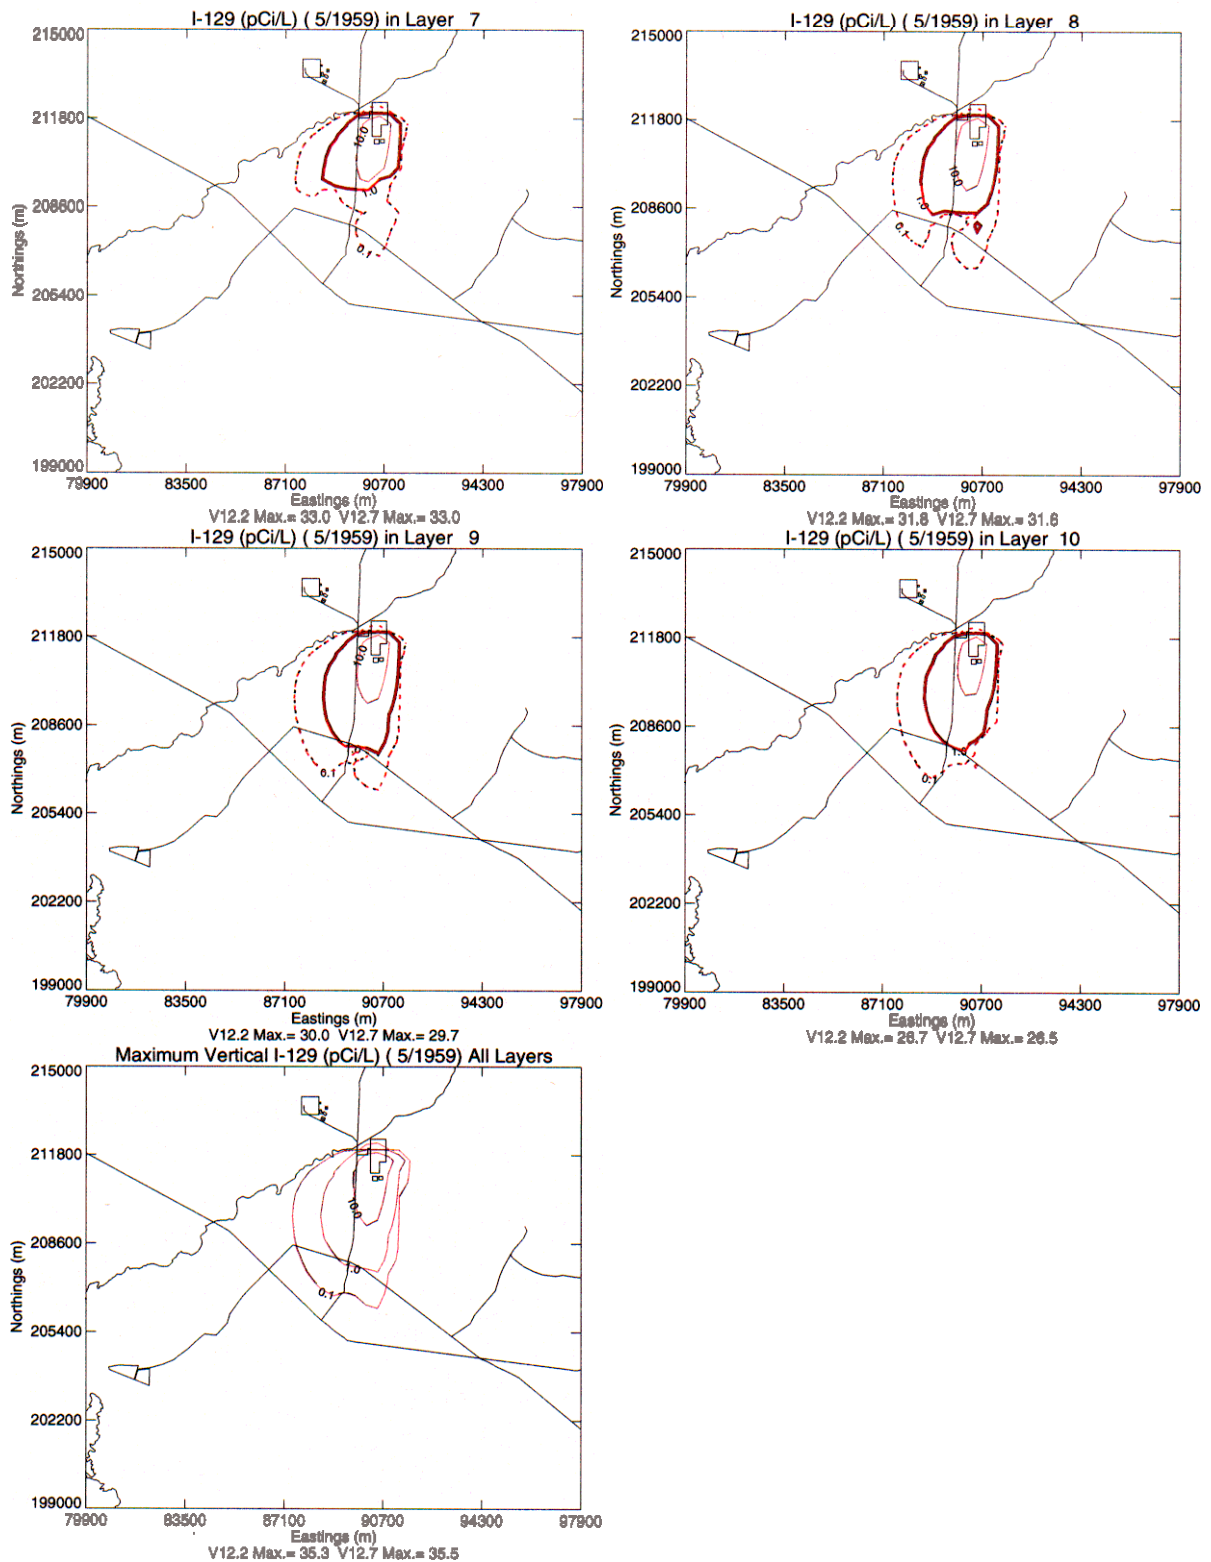 I-129 (pCi/L) ( 5/1959) in Layer 7
215000
211800
208600
205400
202200
199000
Northings (m)
10.0
1.0
0.1
79900 83500 87100 90700 94300 97900
Eastings (m)
V12.2 Max.= 33.0 V12.7 Max.= 33.0
I-129 (pCi/L) ( 5/1959) in Layer 8
215000
211800
208600
205400
202200
199000
Northings (m)
10.0
1.0
0.1
79900 83500 87100 90700 94300 97900
Eastings (m)
V12.2 Max.= 31.8 V12.7 Max.= 31.8
I-129 (pCi/L) ( 5/1959) in Layer 9
215000
211800
208600
205400
202200
199000
Northings (m)
10.0
1.0
0.1
79900 83500 87100 90700 94300 97900
Eastings (m)
V12.2 Max.= 30.0 V12.7 Max.= 29.7
I-129 (pCi/L) ( 5/1959) in Layer 10
215000
211800
208600
205400
202200
199000
Northings (m)
1.0
0.1
79900 83500 87100 90700 94300 97900
Eastings (m)
V12.2 Max.= 26.7 V12.7 Max.= 26.5
Maximum Vertical I-129 (pCi/L) ( 5/1959) All Layers
215000
211800
208600
205400
202200
199000
Northings (m)
10.0
1.0
0.1
79900 83500 87100 90700 94300 97900
Eastings (m)
V12.2 Max.= 35.3 V12.7 Max.= 35.5